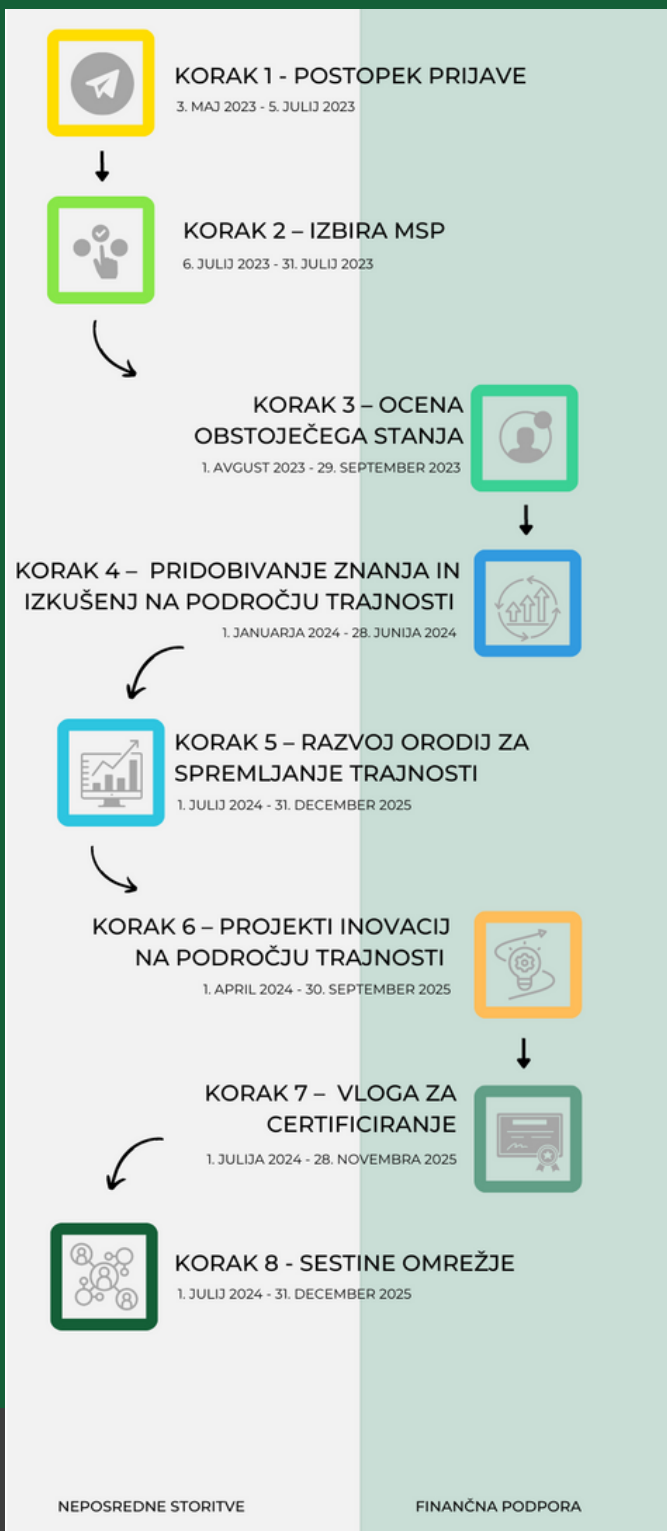 KORAK 1 - POSTOPEK PRIJAVE
3. MAJ 2023 - 5. JULIJ 2023
KORAK 2 – IZBIRA MSP
6. JULIJ 2023 - 31. JULIJ 2023
KORAK 3 – OCENA
OBSTOJEČEGA STANJA
1. AVGUST 2023 - 29. SEPTEMBER 2023
KORAK 4 – PRIDOBIVANJE ZNANJA IN
IZKUŠENJ NA PODROČJU TRAJNOSTI
1. JANUARJA 2024 - 28. JUNIJA 2024
KORAK 5 – RAZVOJ ORODIJ ZA
SPREMLJANJE TRAJNOSTI
1. JULIJ 2024 - 31. DECEMBER 2025
KORAK 6 – PROJEKTI INOVACIJ
NA PODROČJU TRAJNOSTI
1. APRIL 2024 - 30. SEPTEMBER 2025
KORAK 7 – VLOGA ZA
CERTIFICIRANJE
1. JULIJA 2024 - 28. NOVEMBRA 2025
KORAK 8 - SESTINE OMREŽJE
1. JULIJ 2024 - 31. DECEMBER 2025
NEPOSREDNE STORITVE
FINANČNA PODPORA